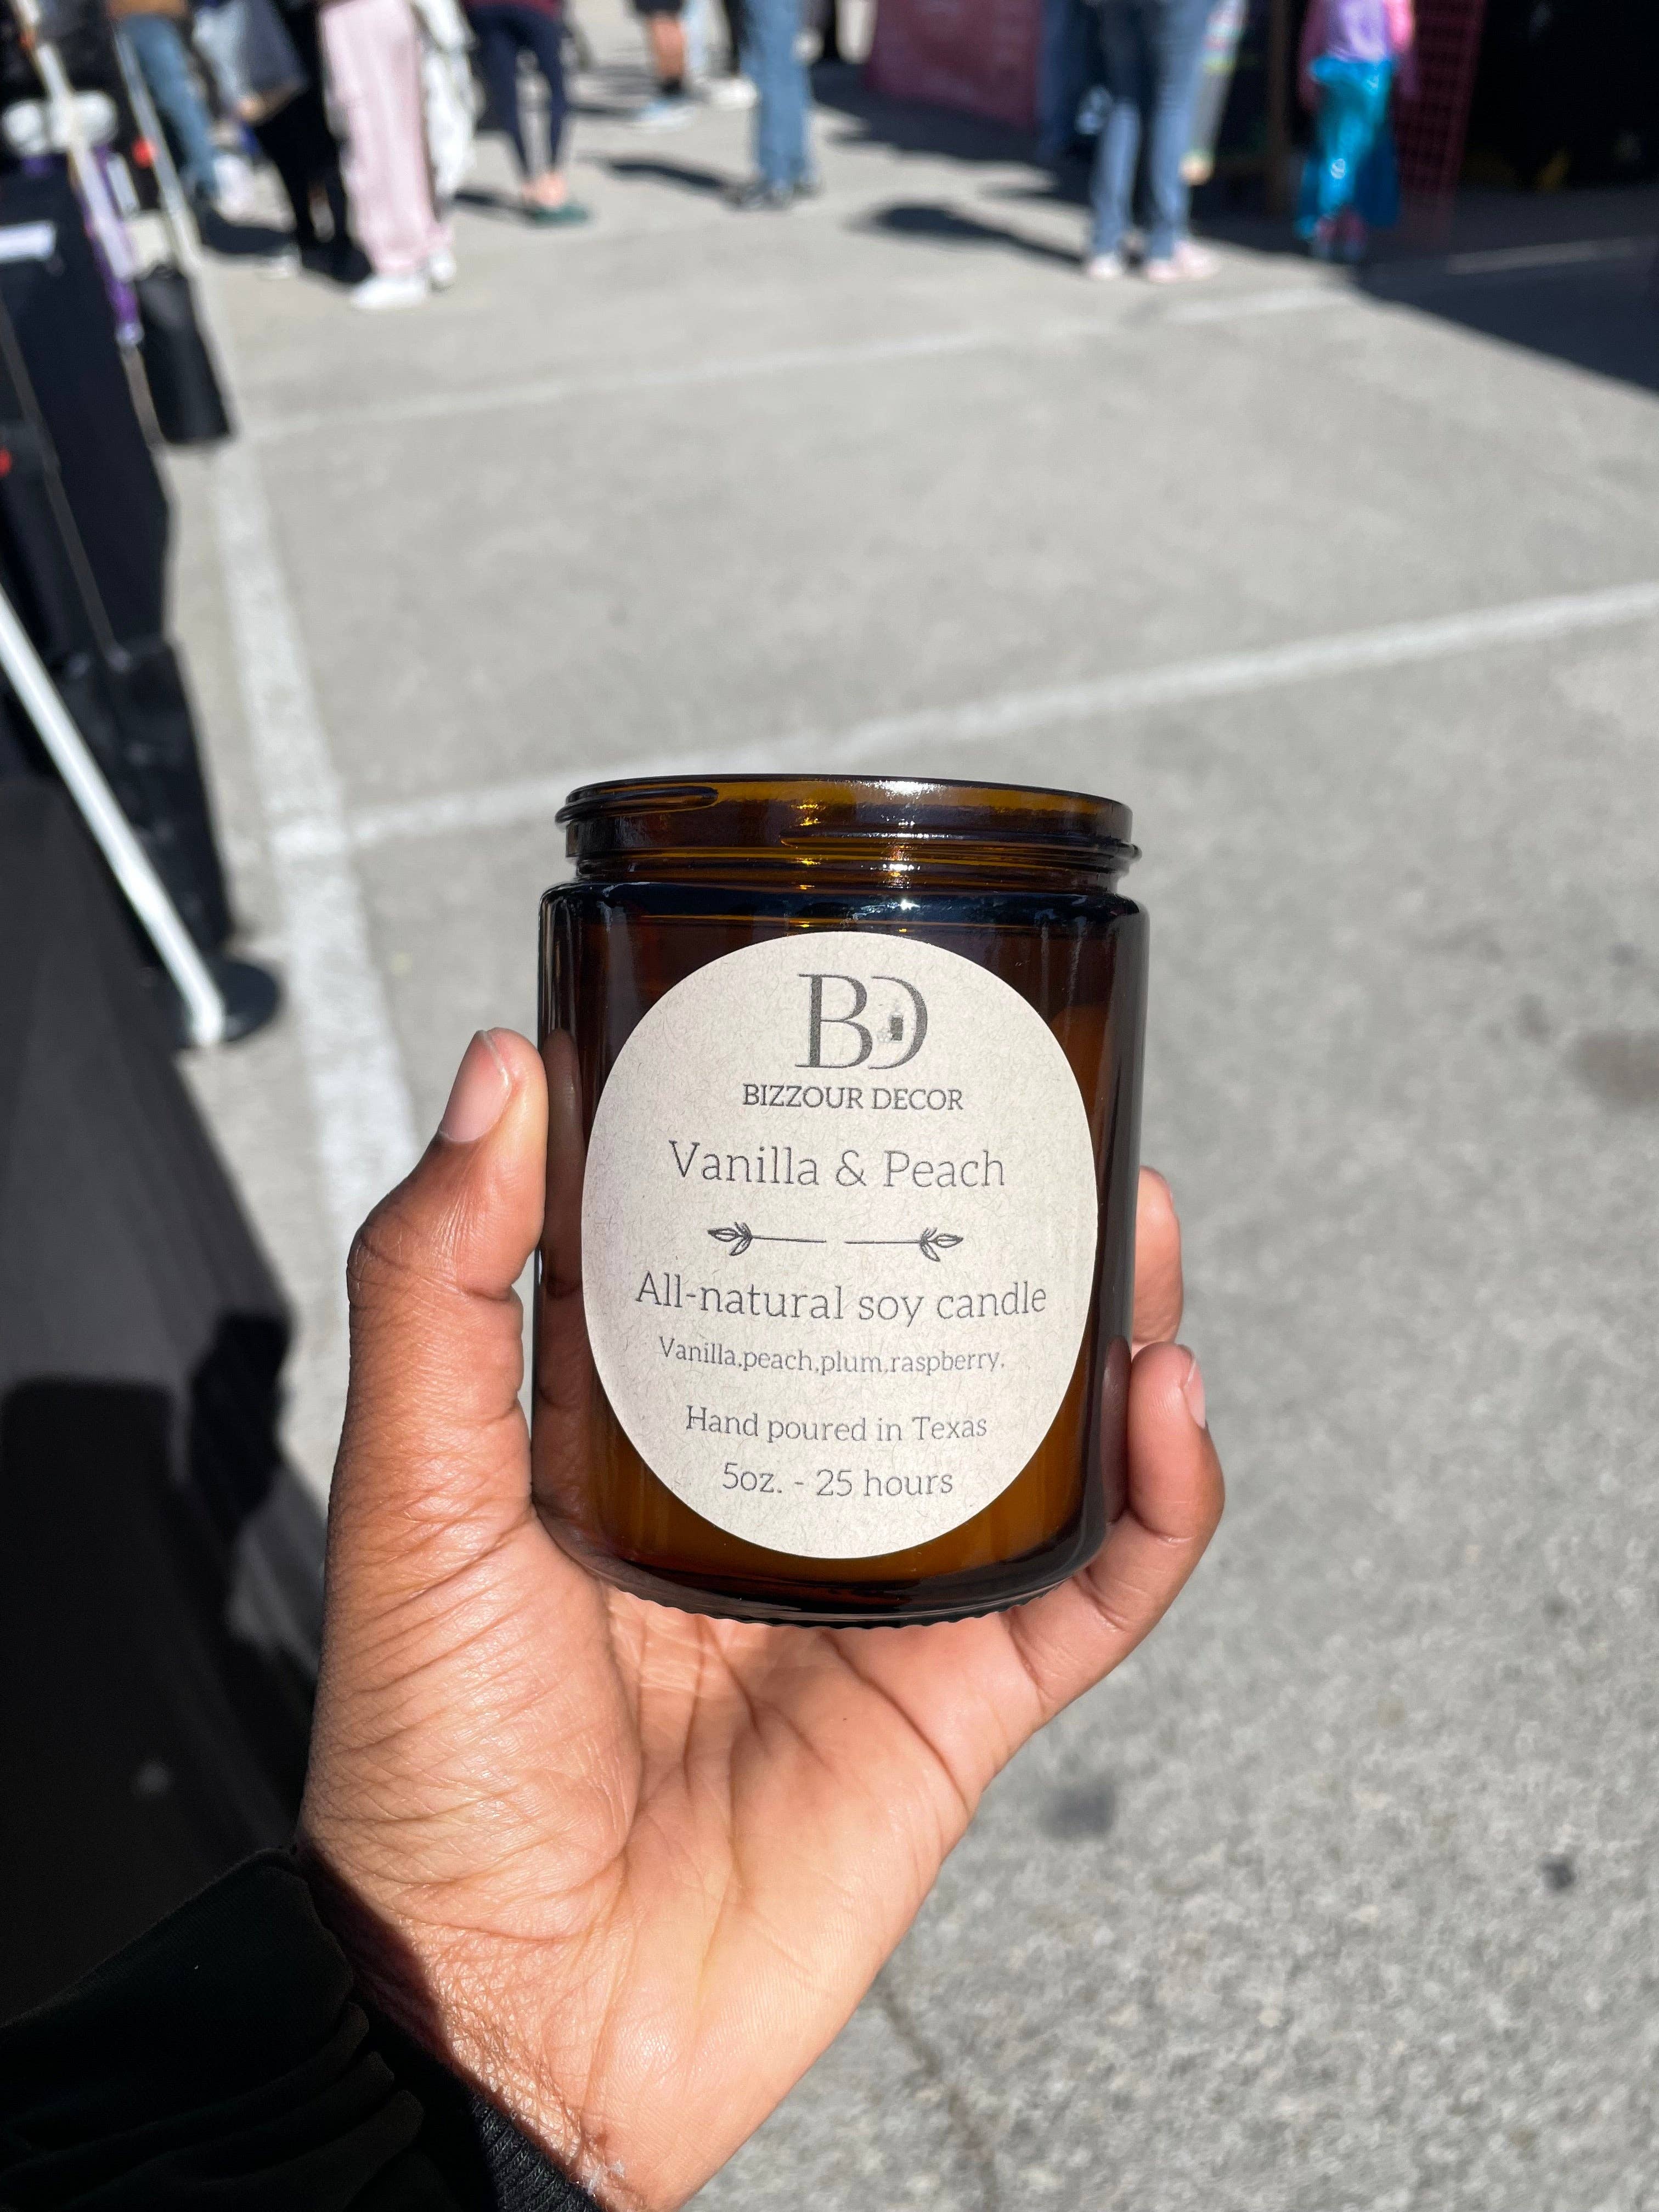 BD
BIZZOUR DECOR
Vanilla & Peach
All-natural soy candle
Vanilla,peach,plum,raspberry.
Hand poured in Texas
5oz. - 25 hours